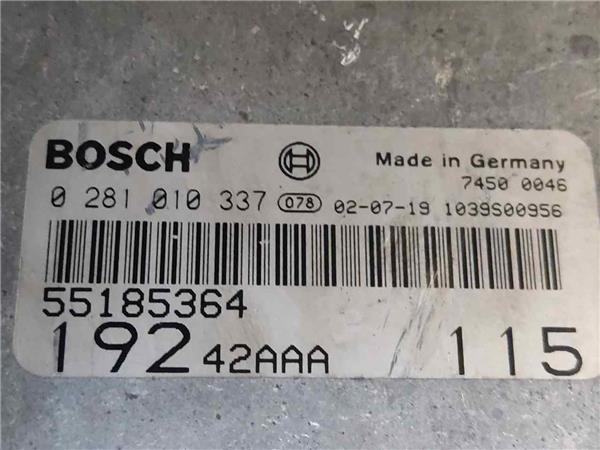 BOSCH Made in Germany
7450 0046
0 281 010 337 078 02-07-19 1039S00956
55185364
192 42AAA 115